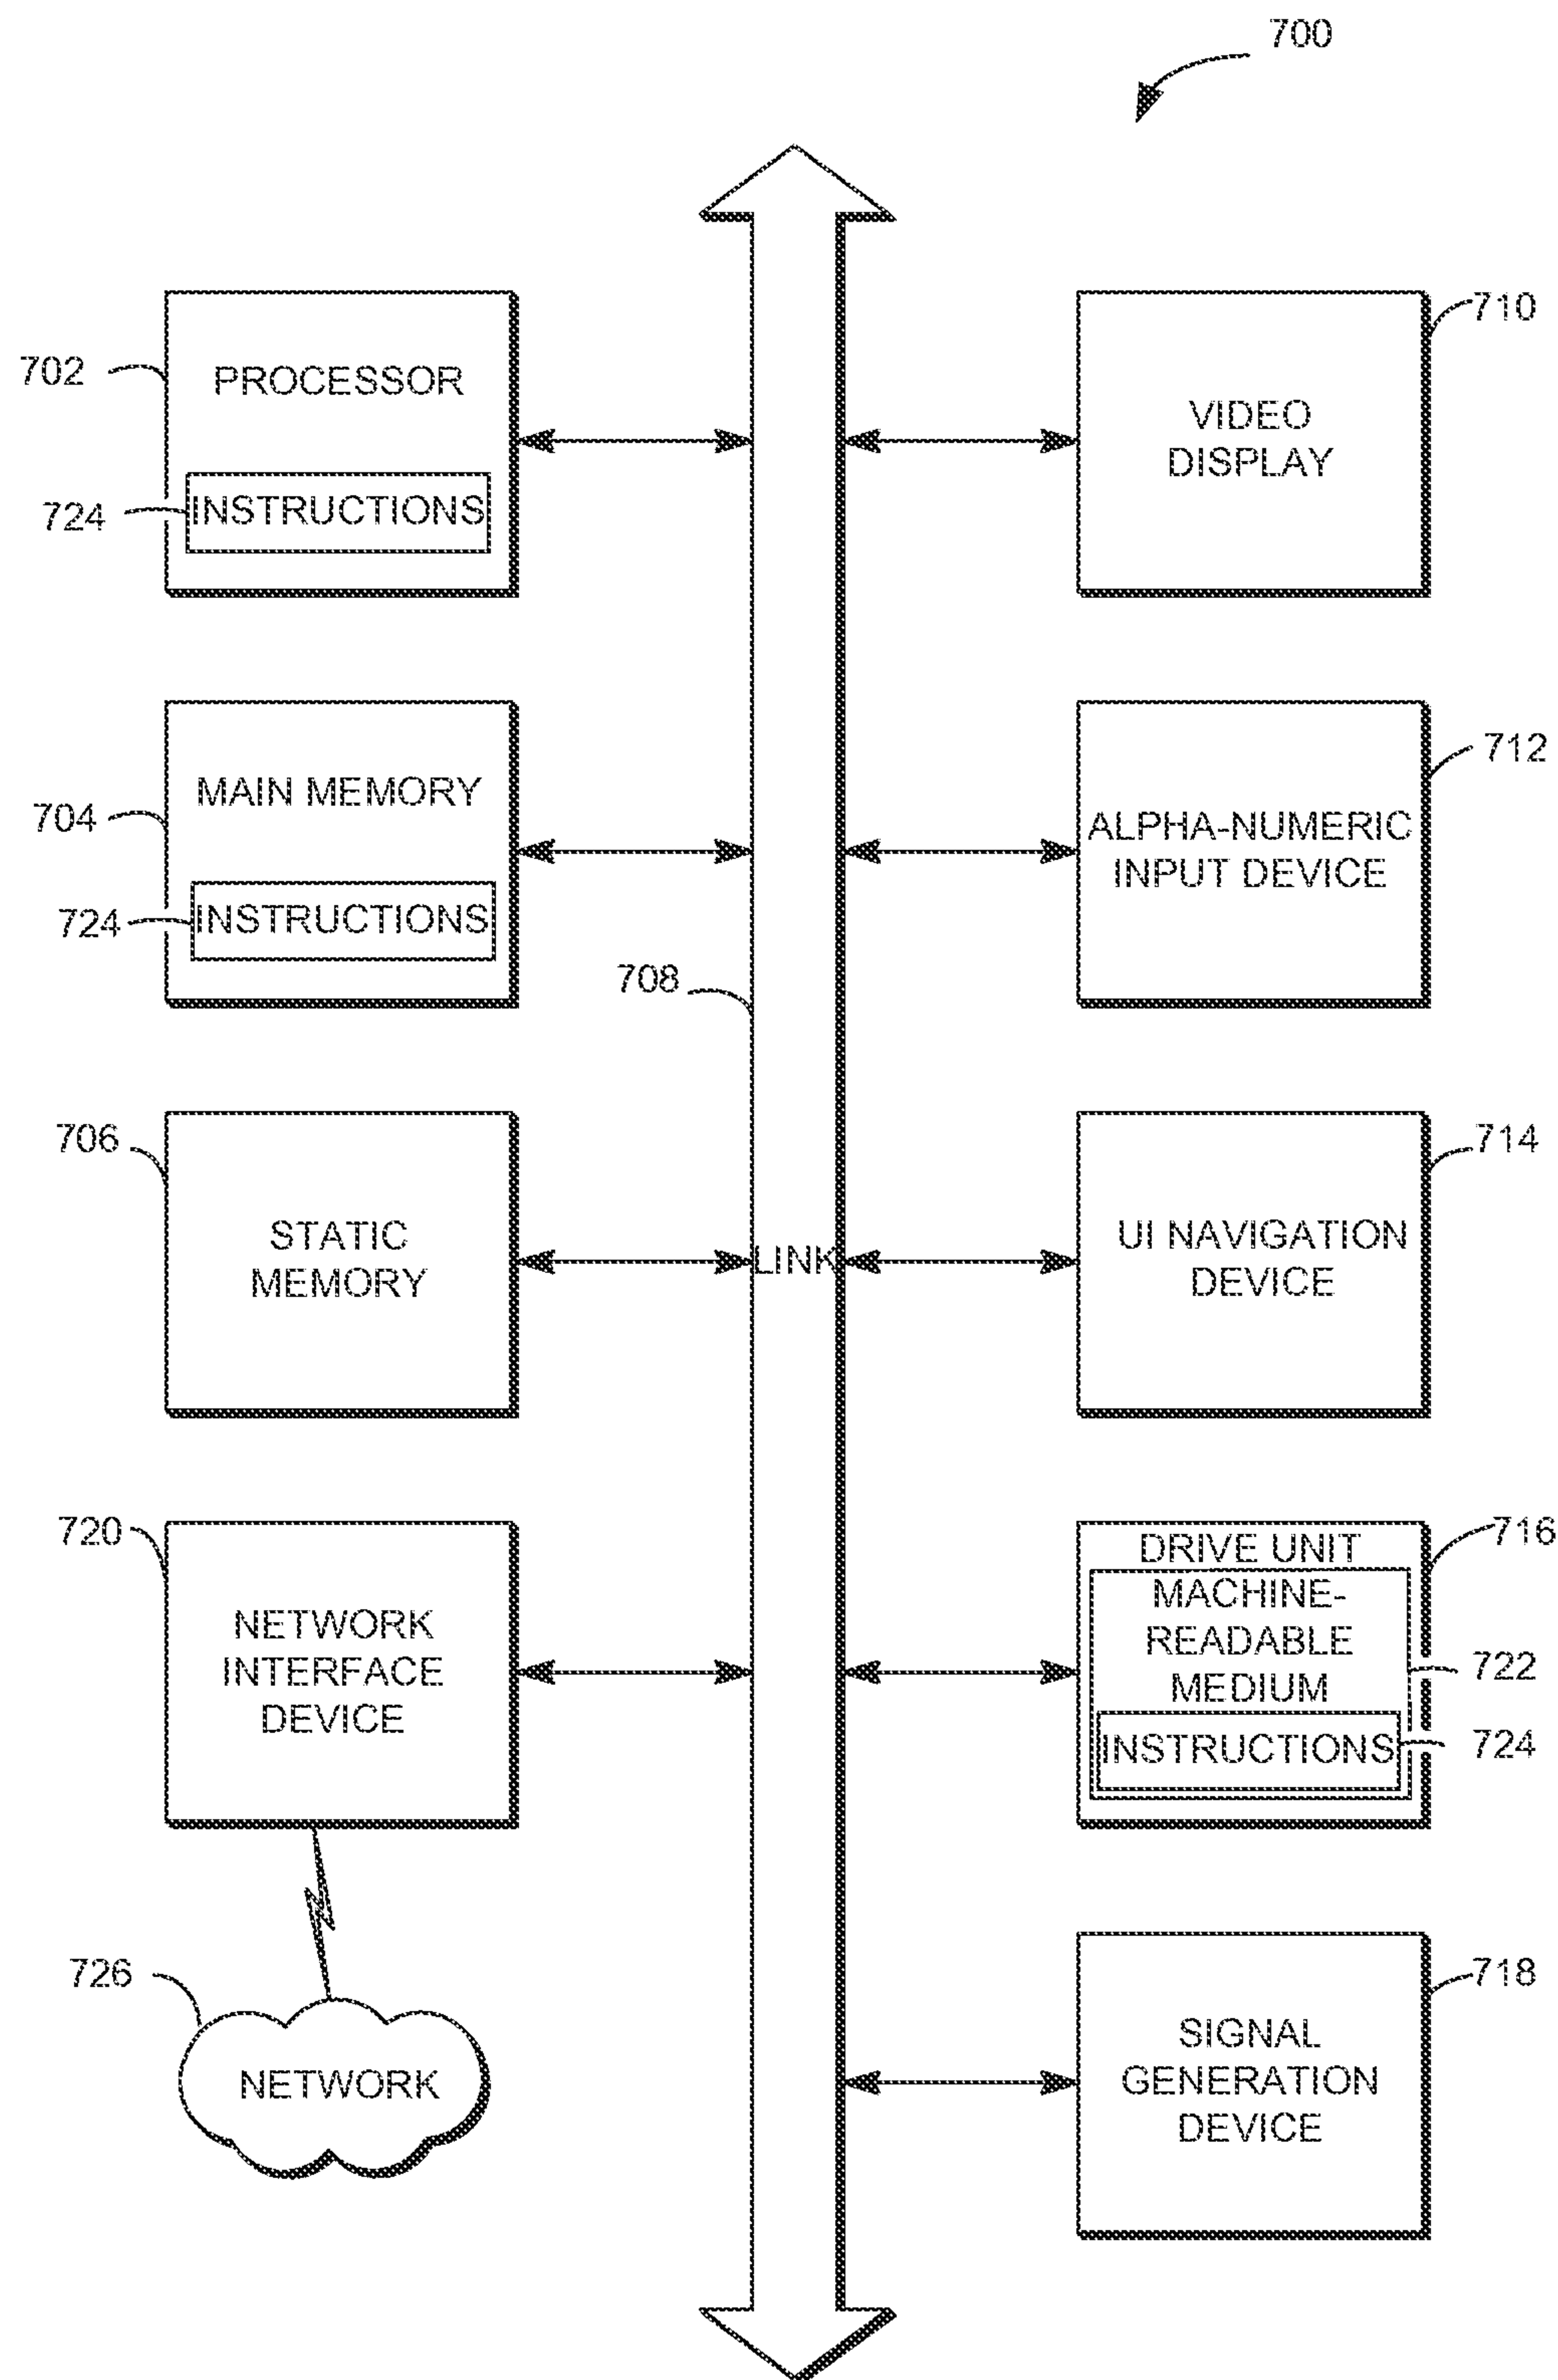 700
702
PROCESSOR
724
INSTRUCTIONS
710
VIDEO
DISPLAY
704
MAIN MEMORY
724
INSTRUCTIONS
712
ALPHA-NUMERIC
INPUT DEVICE
708
LINK
706
STATIC
MEMORY
714
UI NAVIGATION
DEVICE
720
NETWORK
INTERFACE
DEVICE
716
DRIVE UNIT
MACHINE-
READABLE
MEDIUM
722
INSTRUCTIONS
724
726
NETWORK
718
SIGNAL
GENERATION
DEVICE